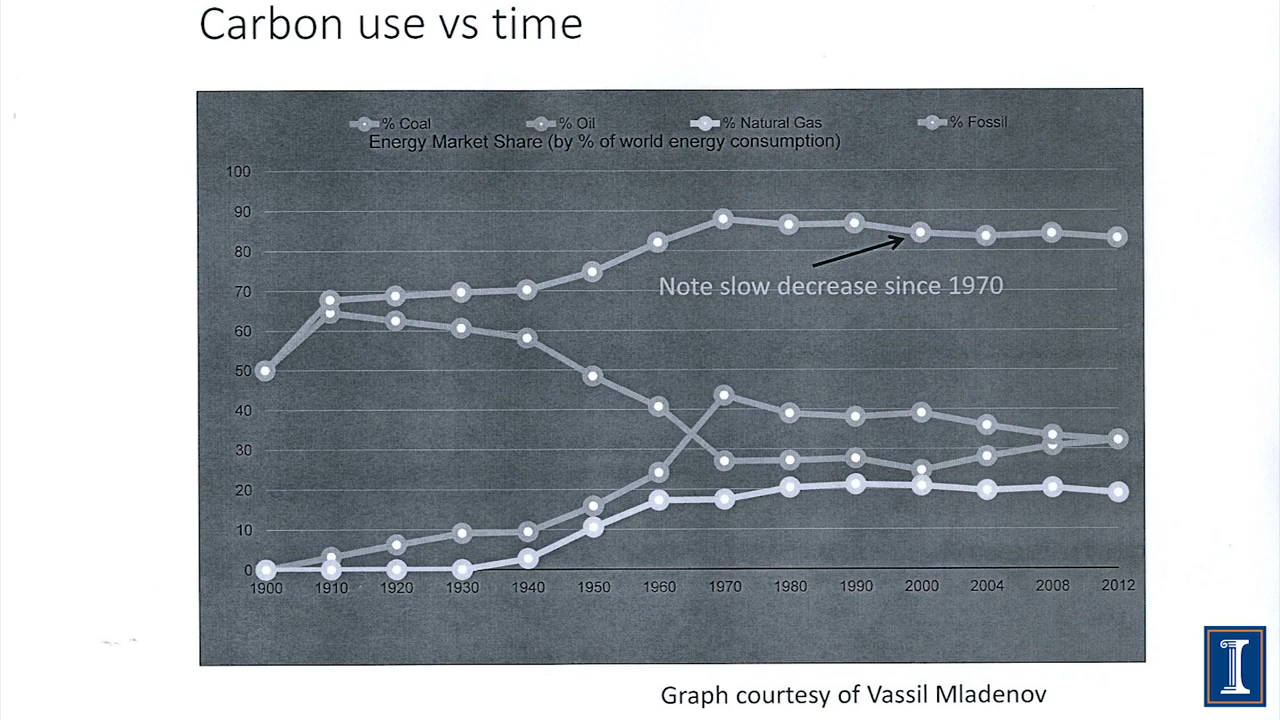 Carbon use vs time
% Coal % Oil % Natural Gas % Fossil
Energy Market Share (by % of world energy consumption)
100
90
80
70
60
50
40
30
20
10
0
Note slow decrease since 1970
1900 1910 1920 1930 1940 1950 1960 1970 1980 1990 2000 2004 2008 2012
Graph courtesy of Vassil Mladenov
I